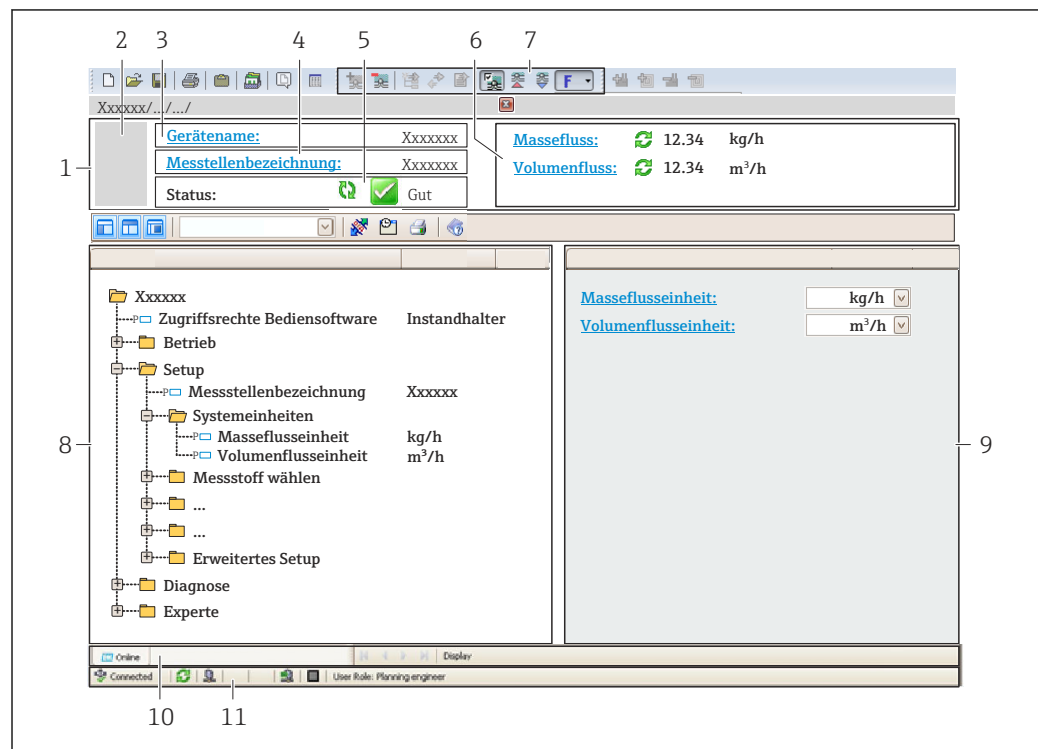 2 3 4 5 6 7
F
Xxxxxx/.../.../
1
Gerätename: Xxxxxxx
Messtellenbezeichnung: Xxxxxxx
Status: Gut
Massefluss: 12.34 kg/h
Volumenfluss: 12.34 m³/h
Xxxxxx
P Zugriffsrechte Bediensoftware Instandhalter
Betrieb
Setup
P Messstellenbezeichnung Xxxxxx
Systemeinheiten
P Masseflusseinheit kg/h
P Volumenflusseinheit m³/h
Messstoff wählen
...
...
Erweitertes Setup
Diagnose
Experte
8
Masseflusseinheit: kg/h
Volumenflusseinheit: m³/h
9
Online Display
Connected User Role: Planning engineer
10 11